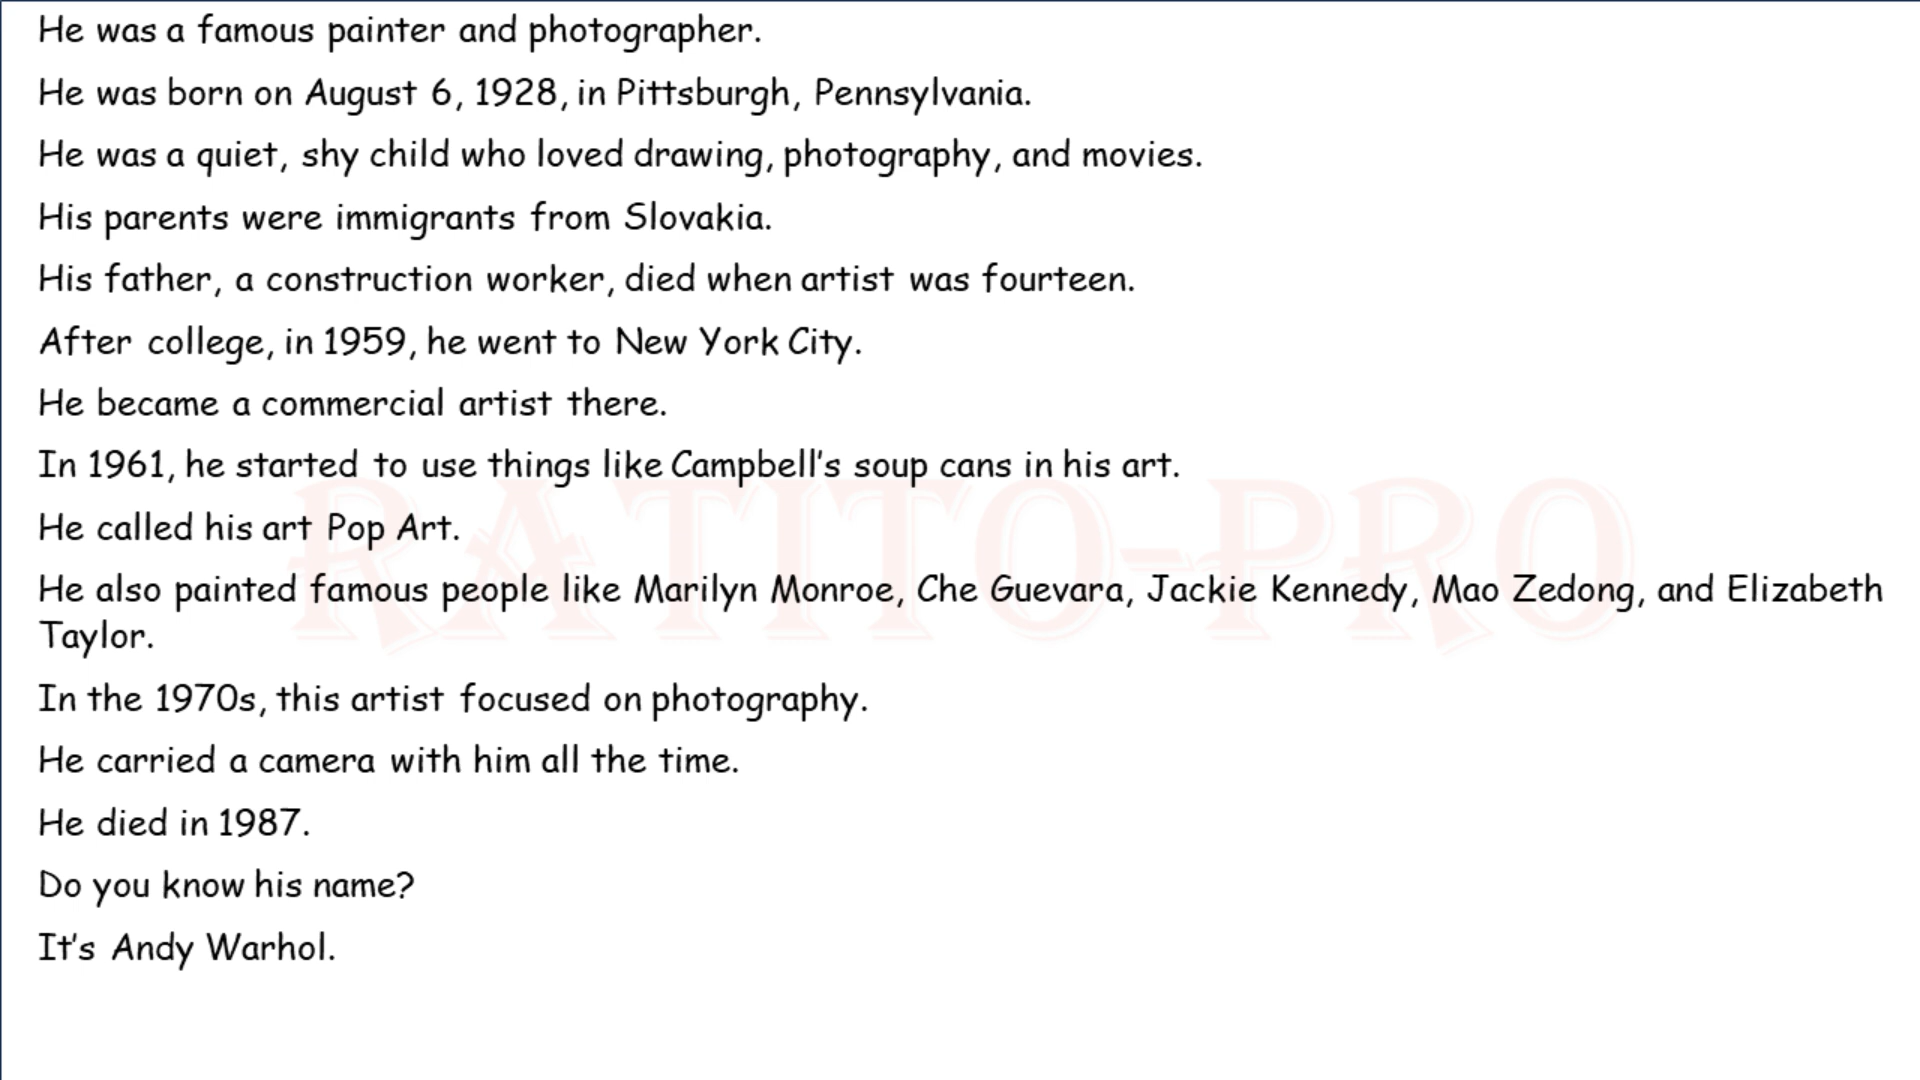 He was a famous painter and photographer.
He was born on August 6, 1928, in Pittsburgh, Pennsylvania.
He was a quiet, shy child who loved drawing, photography, and movies.
His parents were immigrants from Slovakia.
His father, a construction worker, died when artist was fourteen.
After college, in 1959, he went to New York City.
He became a commercial artist there.
In 1961, he started to use things like Campbell's soup cans in his art.
RATITO-PRO
He called his art Pop Art.
He also painted famous people like Marilyn Monroe, Che Guevara, Jackie Kennedy, Mao Zedong, and Elizabeth
Taylor.
In the 1970s, this artist focused on photography.
He carried a camera with him all the time.
He died in 1987.
Do you know his name?
It's Andy Warhol.